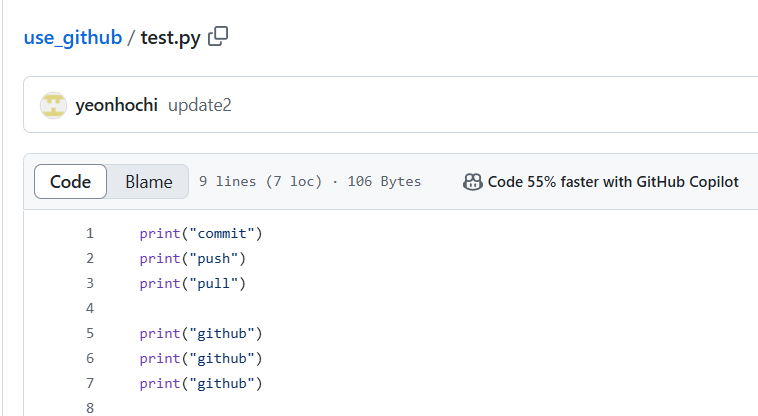 use_github / test.py
yeonhochi update2
Code Blame 9 lines (7 loc) · 106 Bytes Code 55% faster with GitHub Copilot
1 print("commit")
2 print("push")
3 print("pull")
4
5 print("github")
6 print("github")
7 print("github")
8